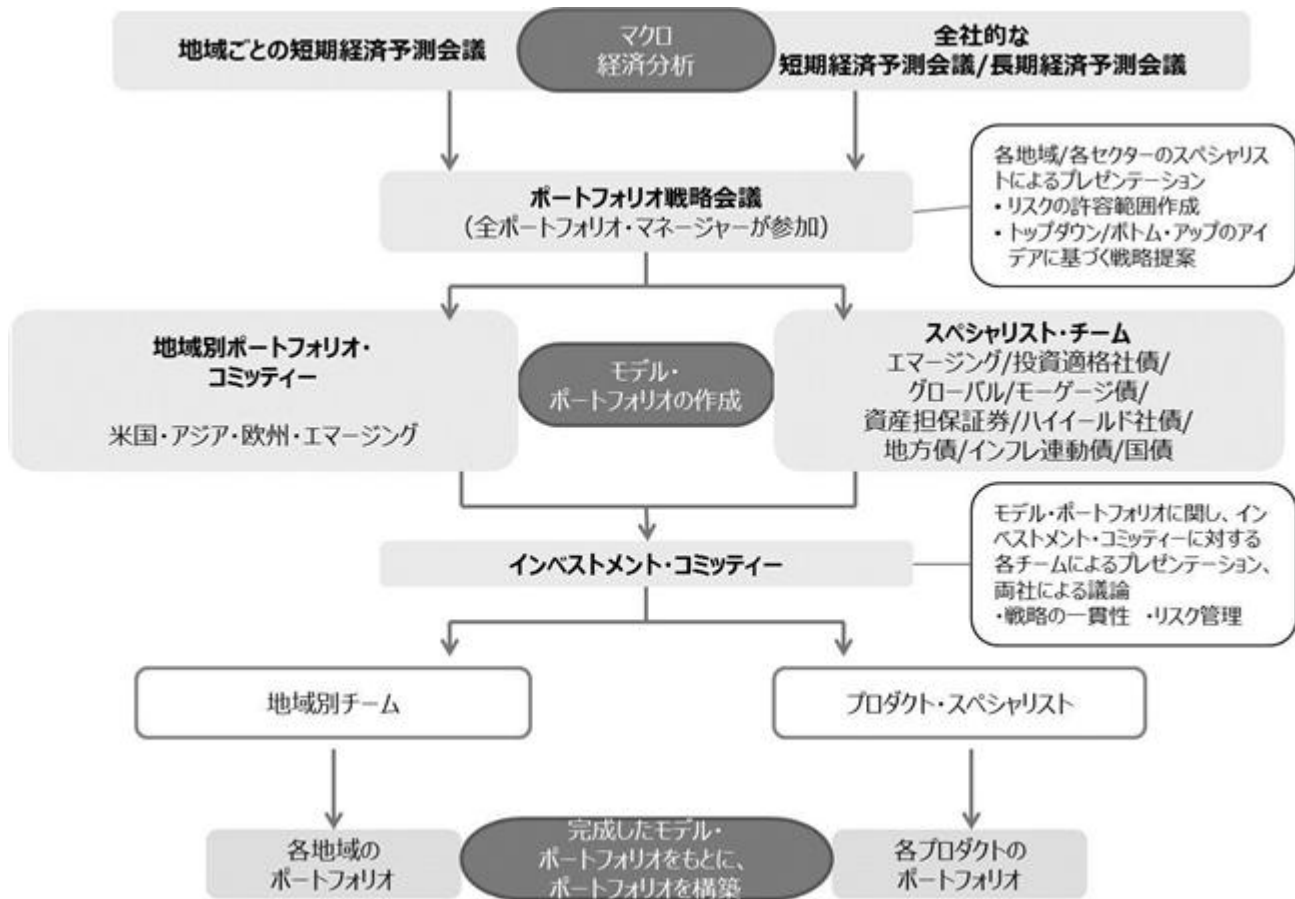 地域ごとの短期経済予測会議
マクロ
経済分析
全社的な
短期経済予測会議/長期経済予測会議
各地域/各セクターのスペシャリス
トによるプレゼンテーション
・リスクの許容範囲作成
・トップダウン/ボトム・アップのアイ
デアに基づく戦略提案
ポートフォリオ戦略会議
（全ポートフォリオ・マネージャーが参加）
地域別ポートフォリオ・
コミッティー
米国・アジア・欧州・エマージング
モデル・
ポートフォリオの作成
スペシャリスト・チーム
エマージング/投資適格社債/
グローバル/モーゲージ債/
資産担保証券/ハイイールド社債/
地方債/インフレ連動債/国債
モデル・ポートフォリオに関し、イン
ベストメント・コミッティーに対する
各チームによるプレゼンテーション、
両社による議論
・戦略の一貫性 ・リスク管理
インベストメント・コミッティー
地域別チーム
プロダクト・スペシャリスト
各地域の
ポートフォリオ
完成したモデル・
ポートフォリオをもとに、
ポートフォリオを構築
各プロダクトの
ポートフォリオ